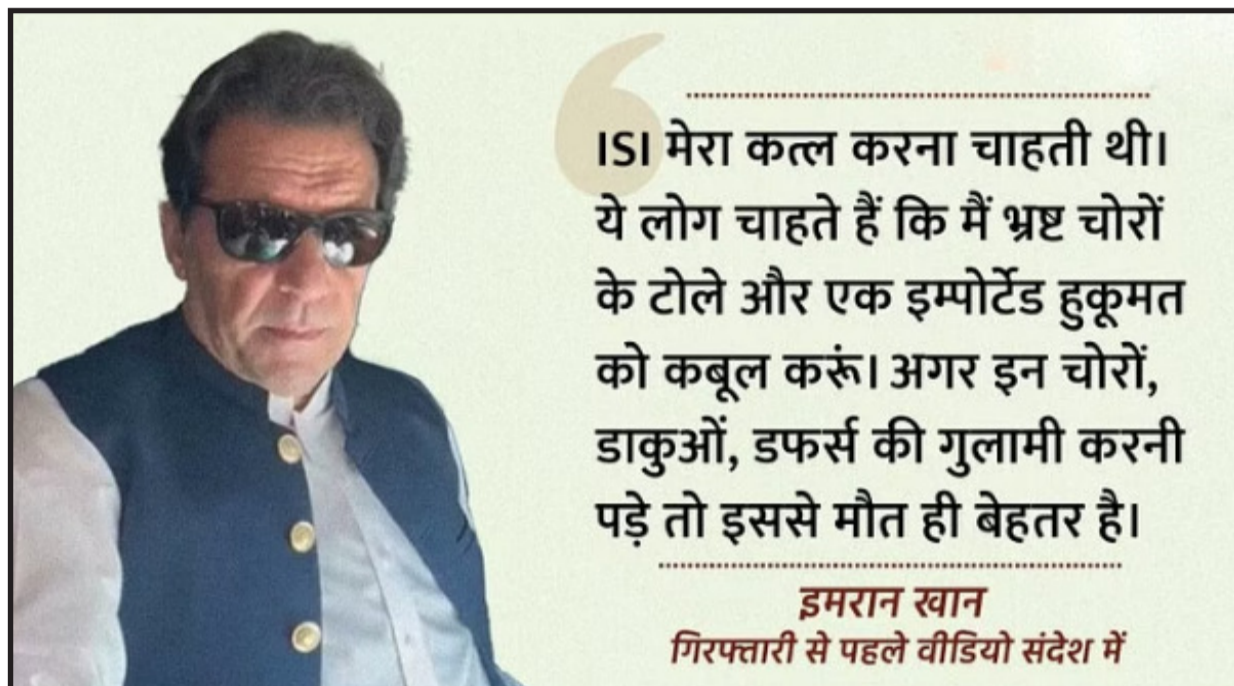 ISI मेरा कत्ल करना चाहती थी।
ये लोग चाहते हैं कि मैं भ्रष्ट चोरों
के टोले और एक इम्पोर्टेड हुकूमत
को कबूल करूं। अगर इन चोरों,
डाकुओं, डफर्स की गुलामी करनी
पड़े तो इससे मौत ही बेहतर है।
इमरान खान
गिरफ्तारी से पहले वीडियो संदेश में